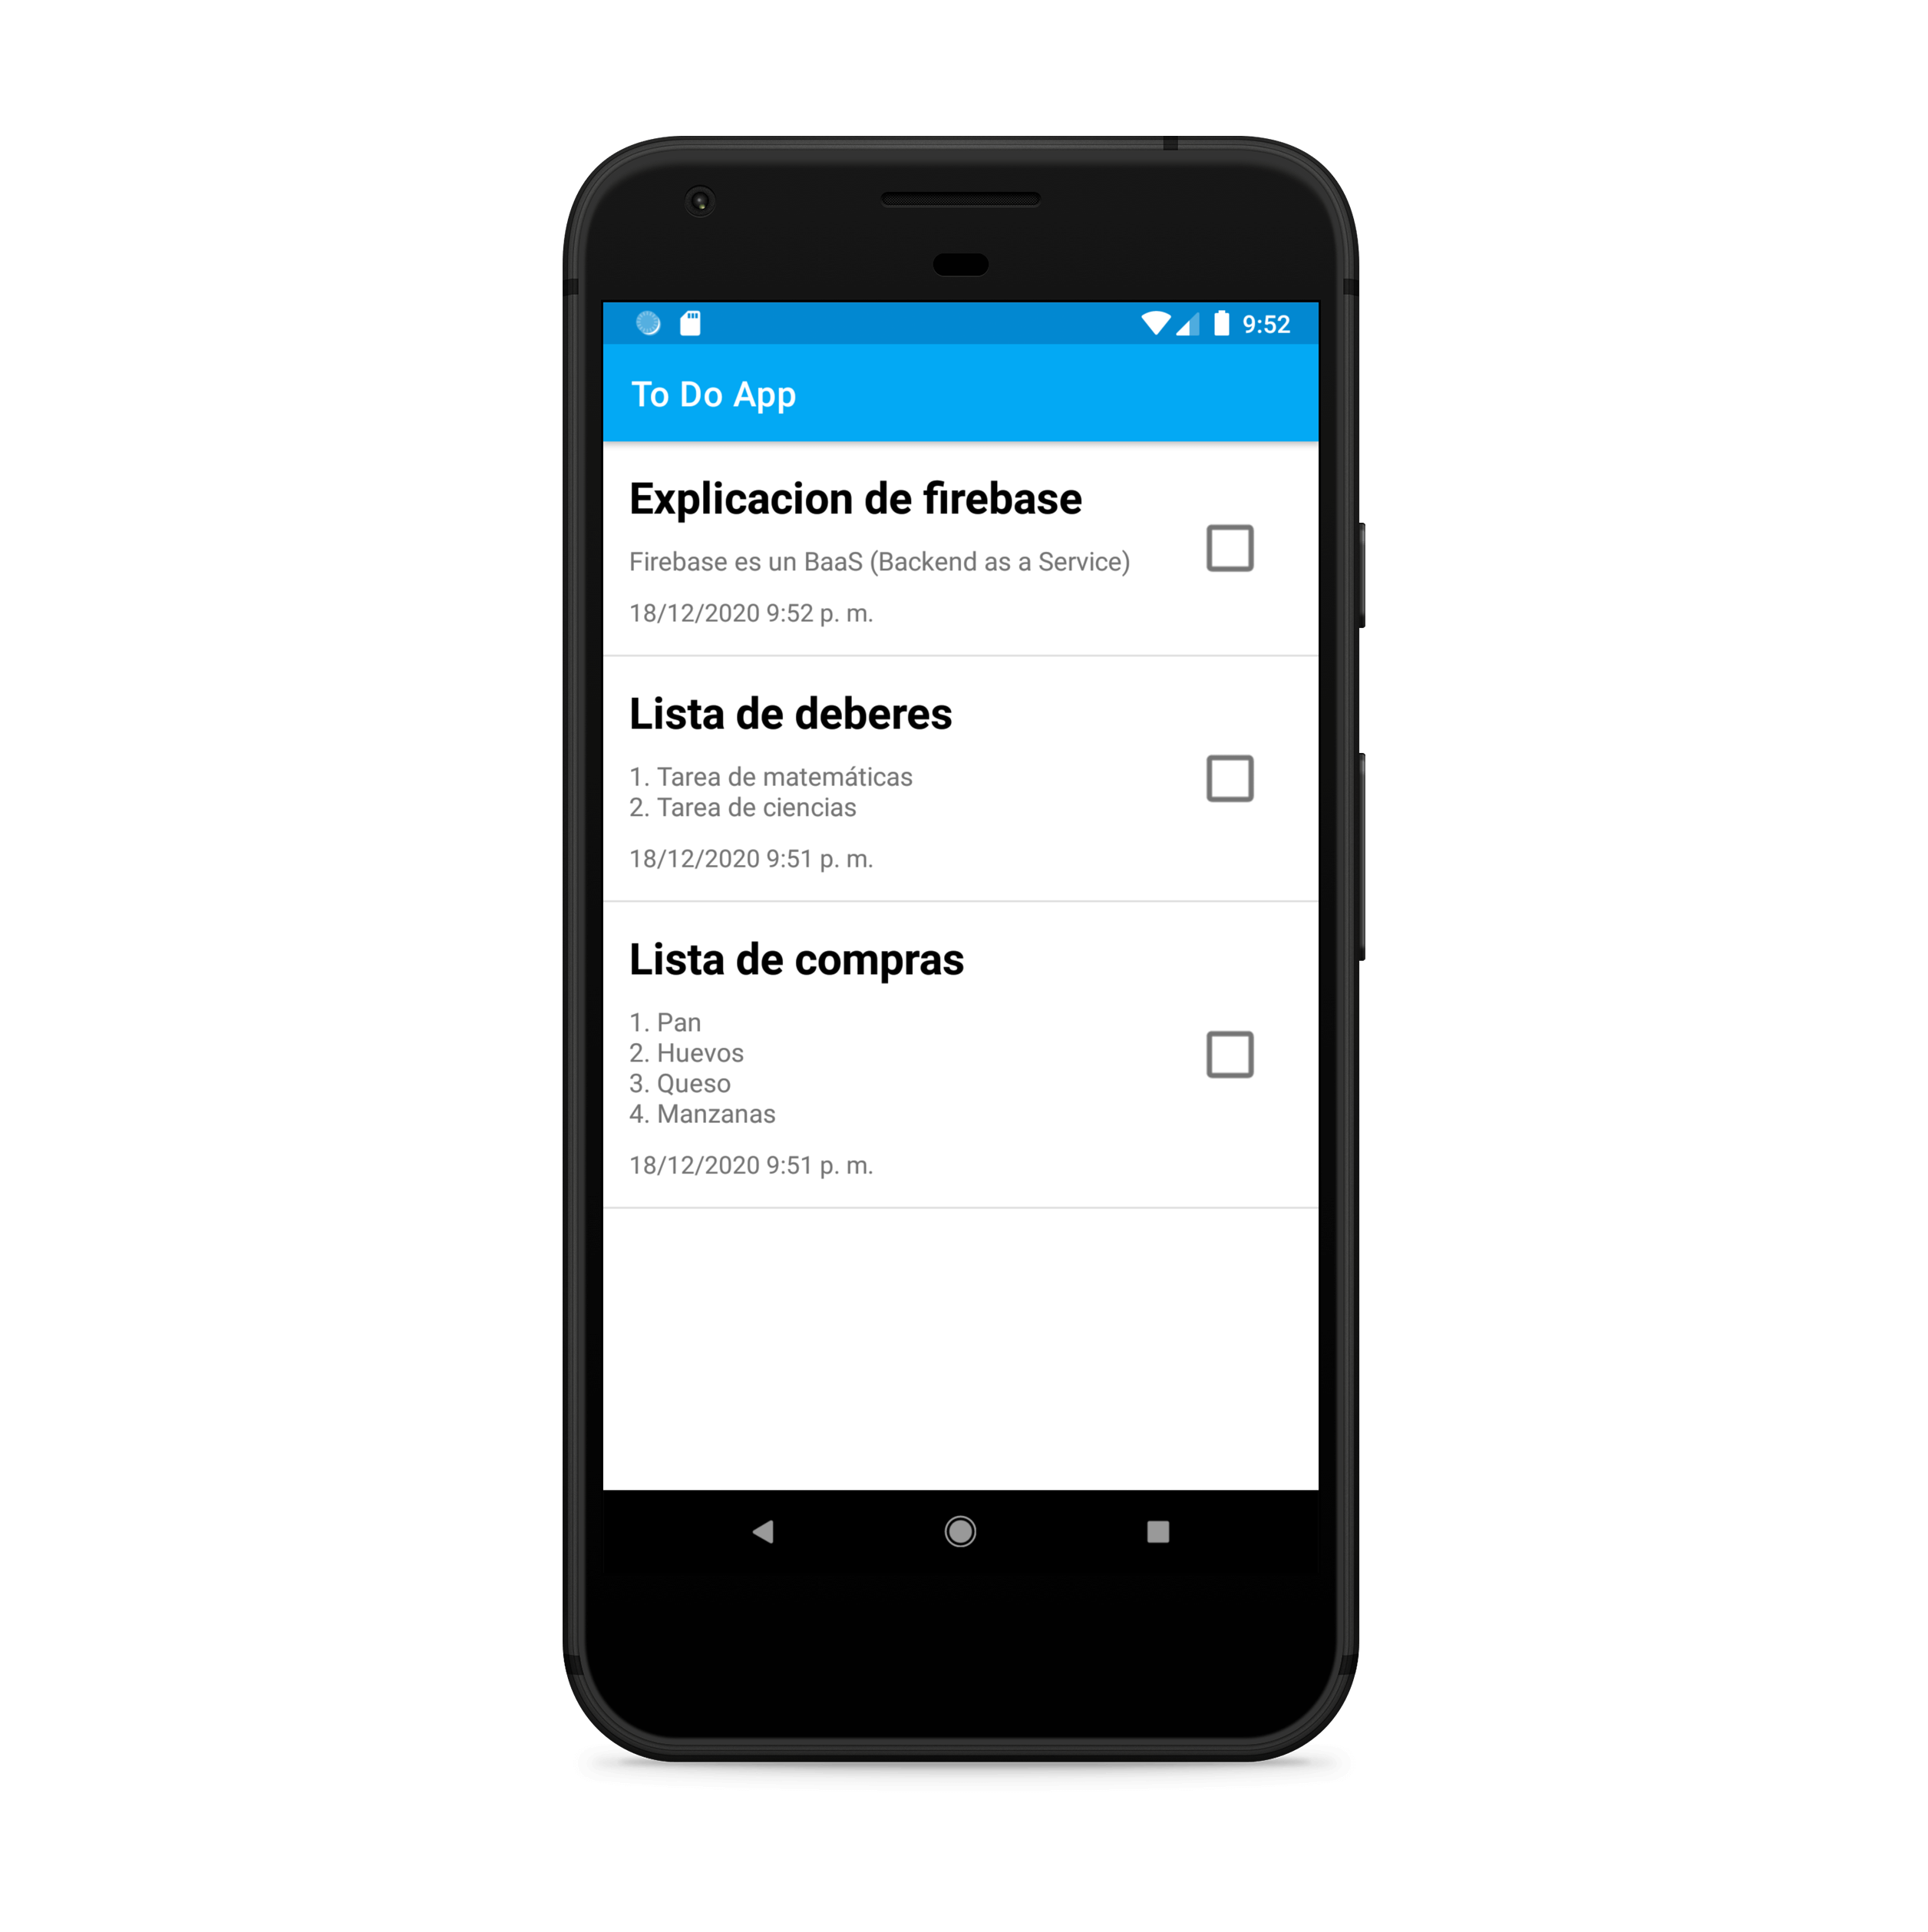 9:52
To Do App
Explicacion de firebase
Firebase es un BaaS (Backend as a Service)
18/12/2020 9:52 p. m.
Lista de deberes
1. Tarea de matemáticas
2. Tarea de ciencias
18/12/2020 9:51 p. m.
Lista de compras
1. Pan
2. Huevos
3. Queso
4. Manzanas
18/12/2020 9:51 p. m.